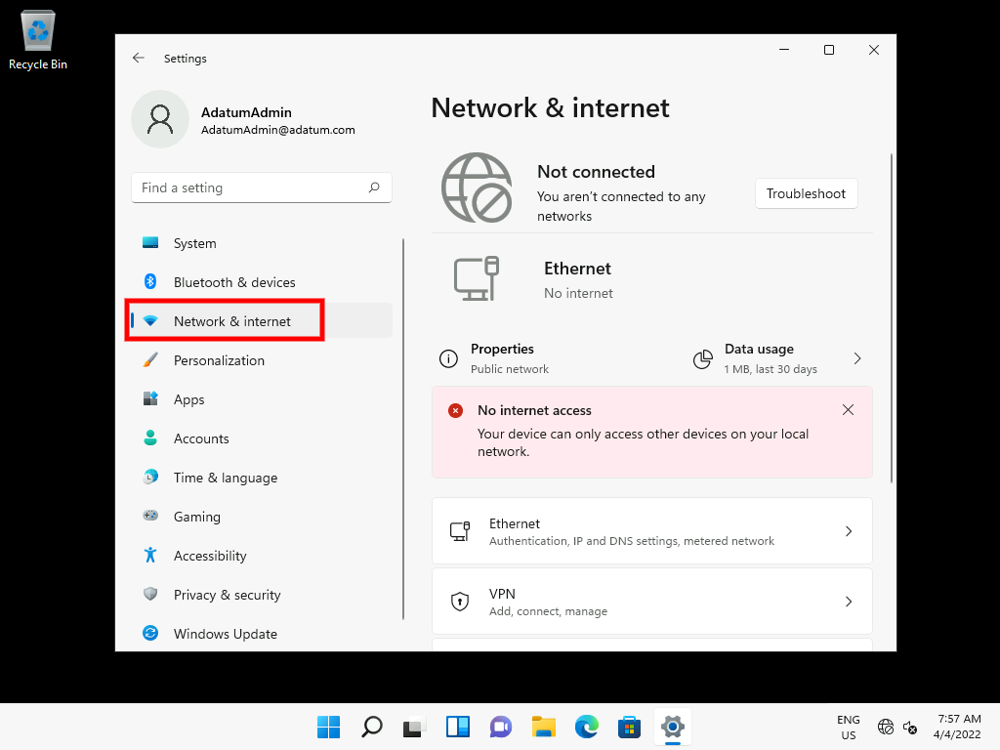 Recycle Bin
Settings
AdatumAdmin
AdatumAdmin@adatum.com
Find a setting
System
Bluetooth & devices
Network & internet
Personalization
Apps
Accounts
Time & language
Gaming
Accessibility
Privacy & security
Windows Update
Network & internet
Not connected
You aren't connected to any
networks
Troubleshoot
Ethernet
No internet
Properties
Public network
Data usage
1 MB, last 30 days
No internet access
Your device can only access other devices on your local
network.
Ethernet
Authentication, IP and DNS settings, metered network
VPN
Add, connect, manage
ENG
US
7:57 AM
4/4/2022